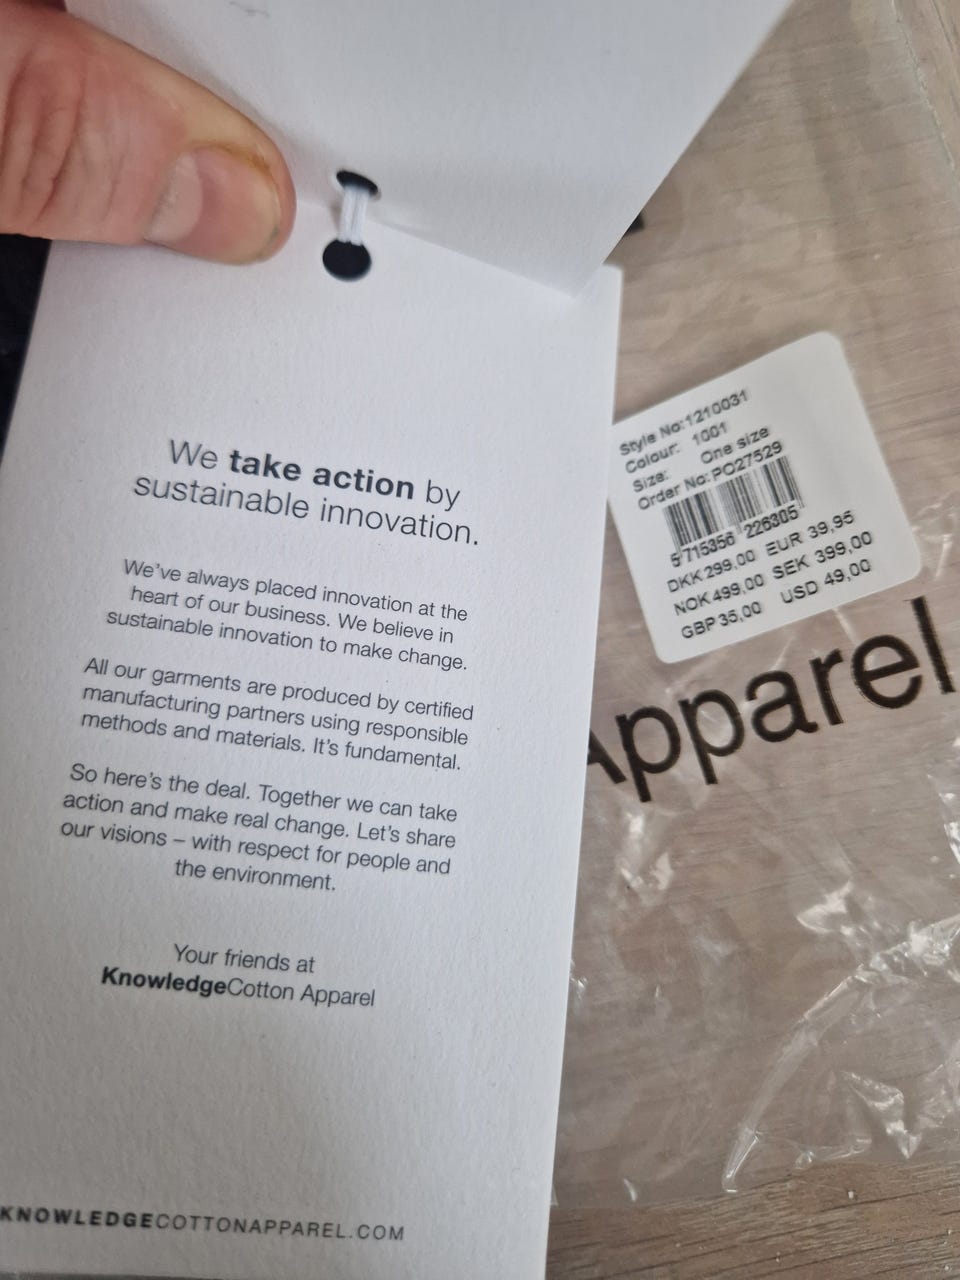 We take action by
sustainable innovation.
We've always placed innovation at the
heart of our business. We believe in
sustainable innovation to make change.
All our garments are produced by certified
manufacturing partners using responsible
methods and materials. It's fundamental.
So here's the deal. Together we can take
action and make real change. Let's share
our visions – with respect for people and
the environment.
Your friends at
KnowledgeCotton Apparel
KNOWLEDGECOTTONAPPAREL.COM
Style No: 1210031
Colour: 1001
Size: One size
Order No: PO27529
5 715356 226305
DKK 299,00 EUR 39,95
NOK 499,00 SEK 399,00
GBP 35,00 USD 49,00
Apparel